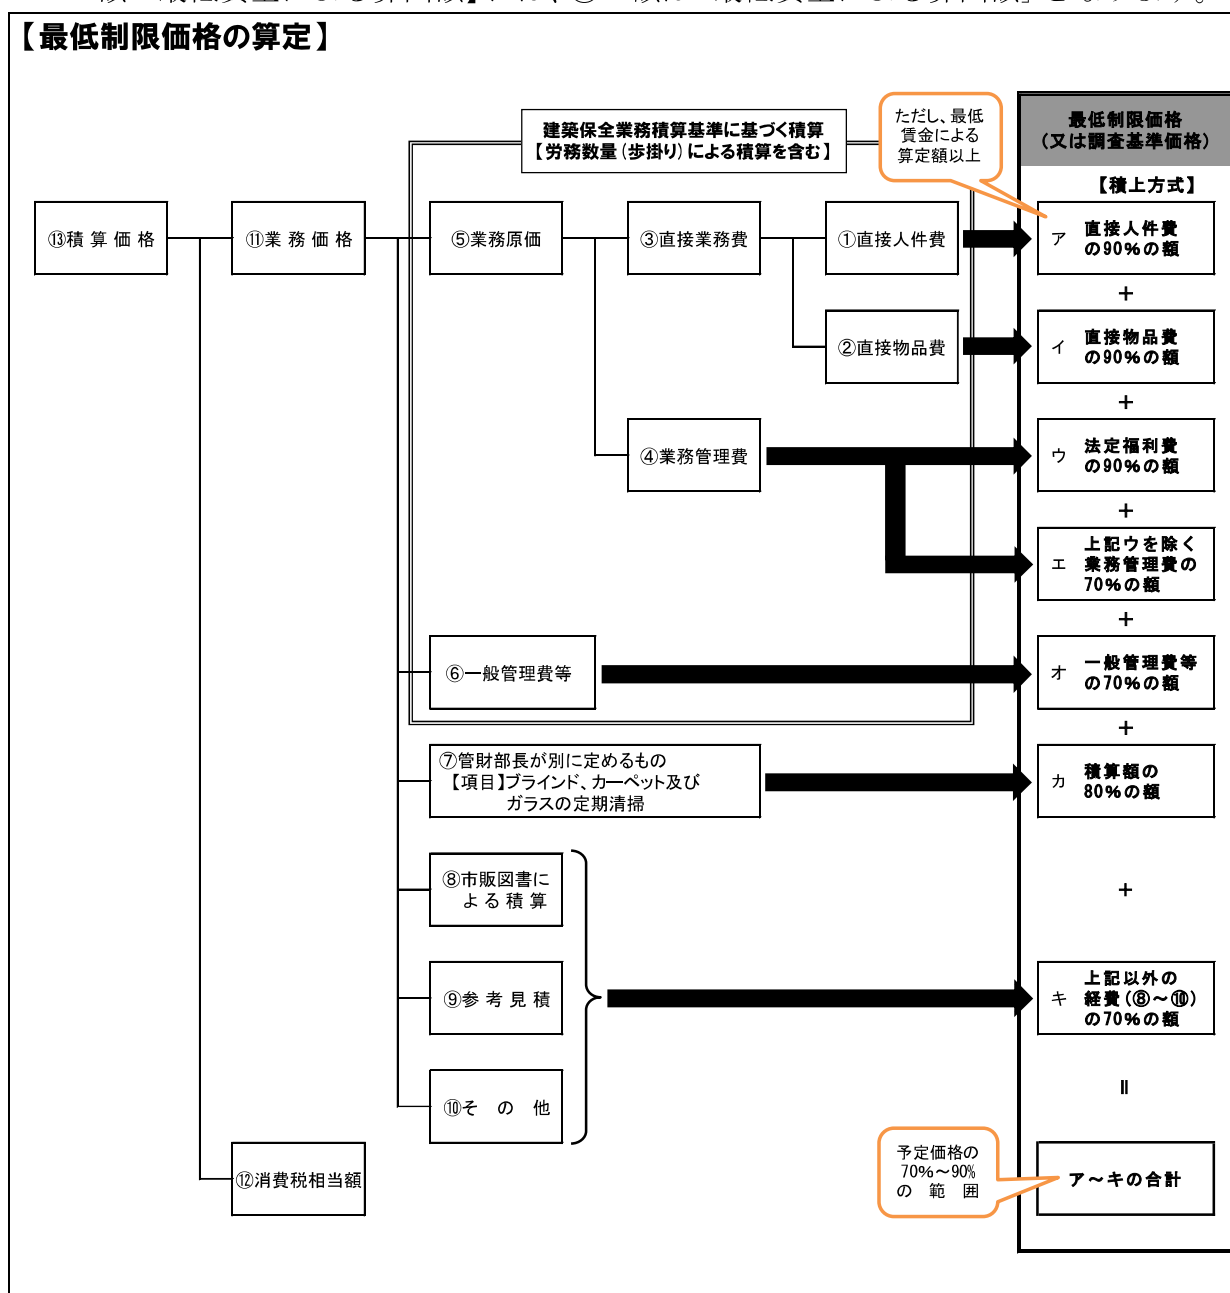 【最低制限価格の算定】
建築保全業務積算基準に基づく積算
【労務数量(歩掛り)による積算を含む】
ただし、最低
賃金による
算定額以上
最低制限価格
(又は調査基準価格)
【積上方式】
⑬積算価格
⑪業務価格
⑤業務原価
③直接業務費
①直接人件費
ア 直接人件費
の90%の額
+
②直接物品費
イ 直接物品費
の90%の額
+
④業務管理費
ウ 法定福利費
の90%の額
+
エ 上記ウを除く
業務管理費の
70%の額
+
⑥一般管理費等
オ 一般管理費等
の70%の額
+
⑦管財部長が別に定めるもの
【項目】ブラインド、カーペット及び
ガラスの定期清掃
カ 積算額の
80%の額
+
⑧市販図書に
よる積算
⑨参考見積
キ 上記以外の
経費(⑧~⑩)
の70%の額
⑩その他
॥
⑫消費税相当額
予定価格の
70%~90%
の範囲
ア~キの合計